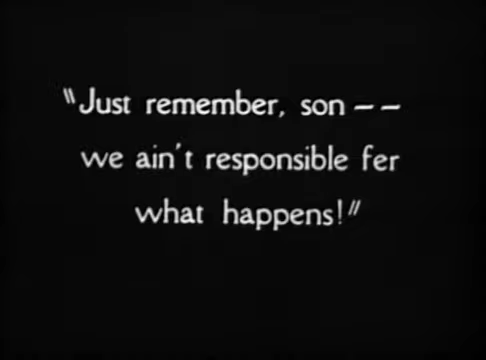 "Just remember, son --
we ain't responsible fer
what happens!"